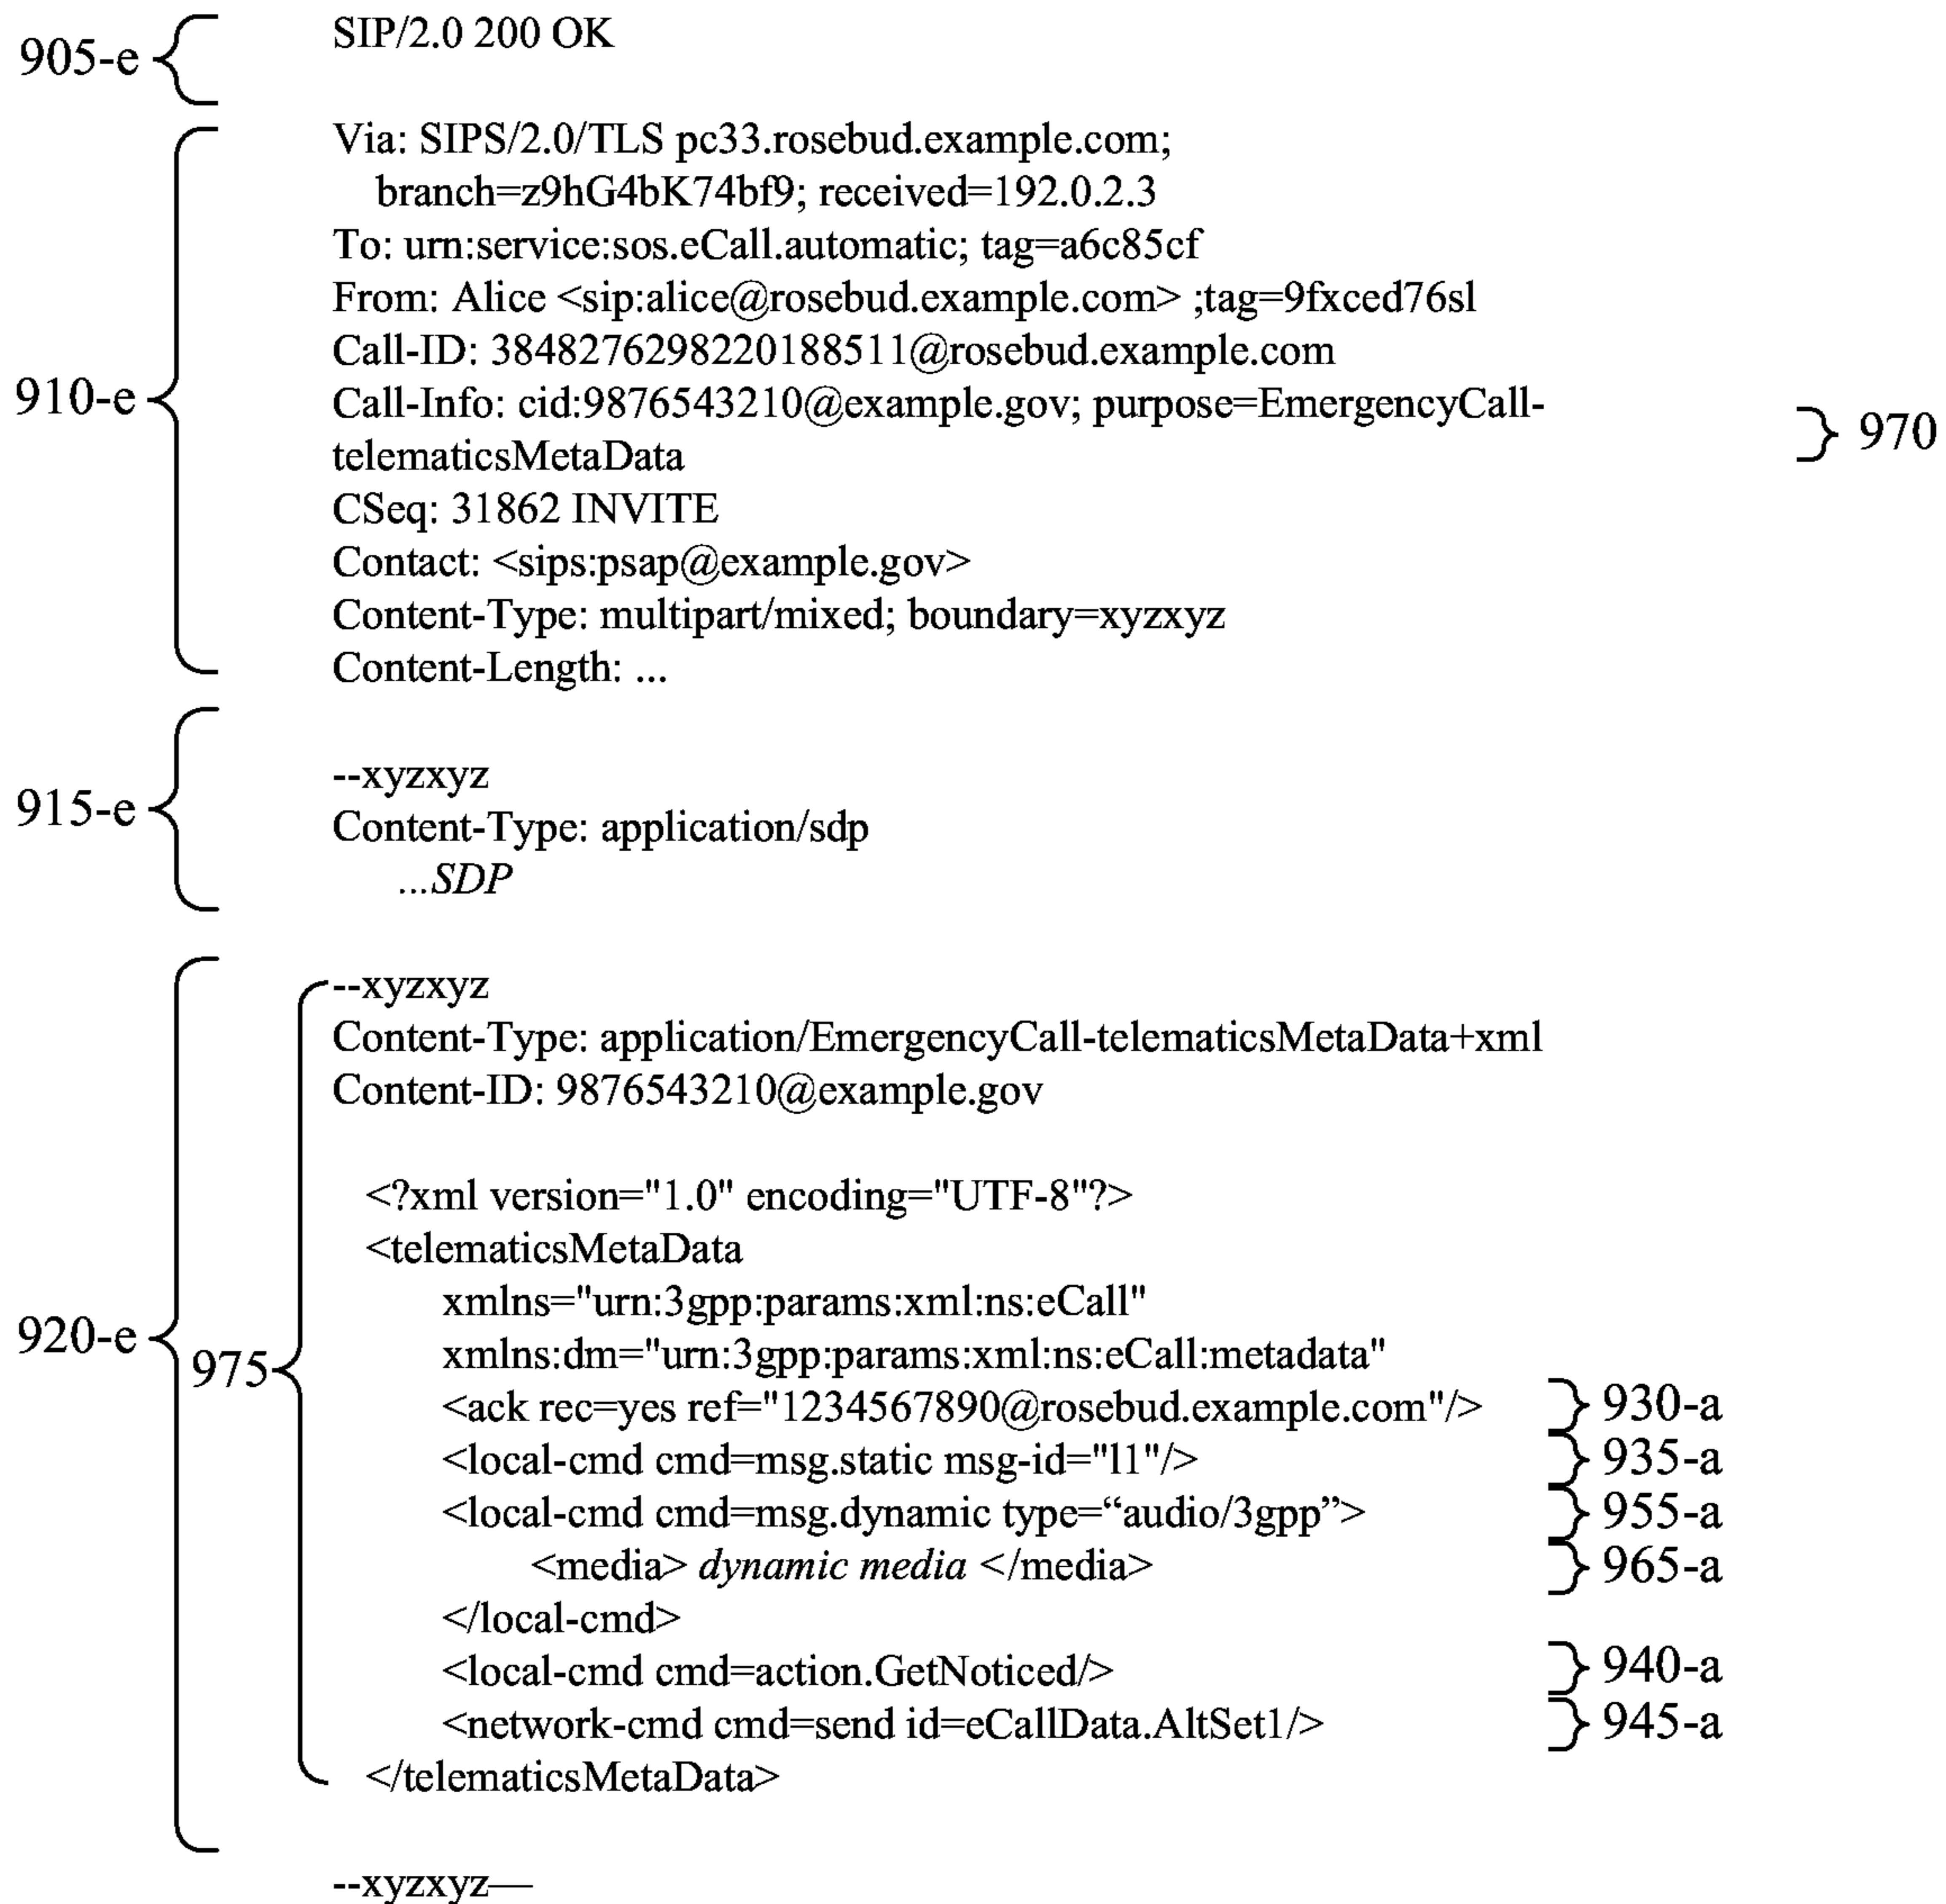 905-e
SIP/2.0 200 OK
910-e
Via: SIPS/2.0/TLS pc33.rosebud.example.com;
branch=z9hG4bK74bf9; received=192.0.2.3
To: urn:service:sos.eCall.automatic; tag=a6c85cf
From: Alice <sip:alice@rosebud.example.com> ;tag=9fxced76sl
Call-ID: 3848276298220188511@rosebud.example.com
Call-Info: cid:9876543210@example.gov; purpose=EmergencyCall-
telematicsMetaData
970
CSeq: 31862 INVITE
Contact: <sips:psap@example.gov>
Content-Type: multipart/mixed; boundary=xyzxyz
Content-Length: ...
915-e
--xyzxyz
Content-Type: application/sdp
...SDP
920-e
975
--xyzxyz
Content-Type: application/EmergencyCall-telematicsMetaData+xml
Content-ID: 9876543210@example.gov
<?xml version="1.0" encoding="UTF-8"?>
<telematicsMetaData
xmlns="urn:3gpp:params:xml:ns:eCall"
xmlns:dm="urn:3gpp:params:xml:ns:eCall:metadata"
<ack rec=yes ref="1234567890@rosebud.example.com"/> 930-a
<local-cmd cmd=msg.static msg-id="l1"/> 935-a
<local-cmd cmd=msg.dynamic type=“audio/3gpp”> 955-a
<media> dynamic media </media> 965-a
</local-cmd>
<local-cmd cmd=action.GetNoticed/> 940-a
<network-cmd cmd=send id=eCallData.AltSet1/> 945-a
</telematicsMetaData>
--xyzxyz—